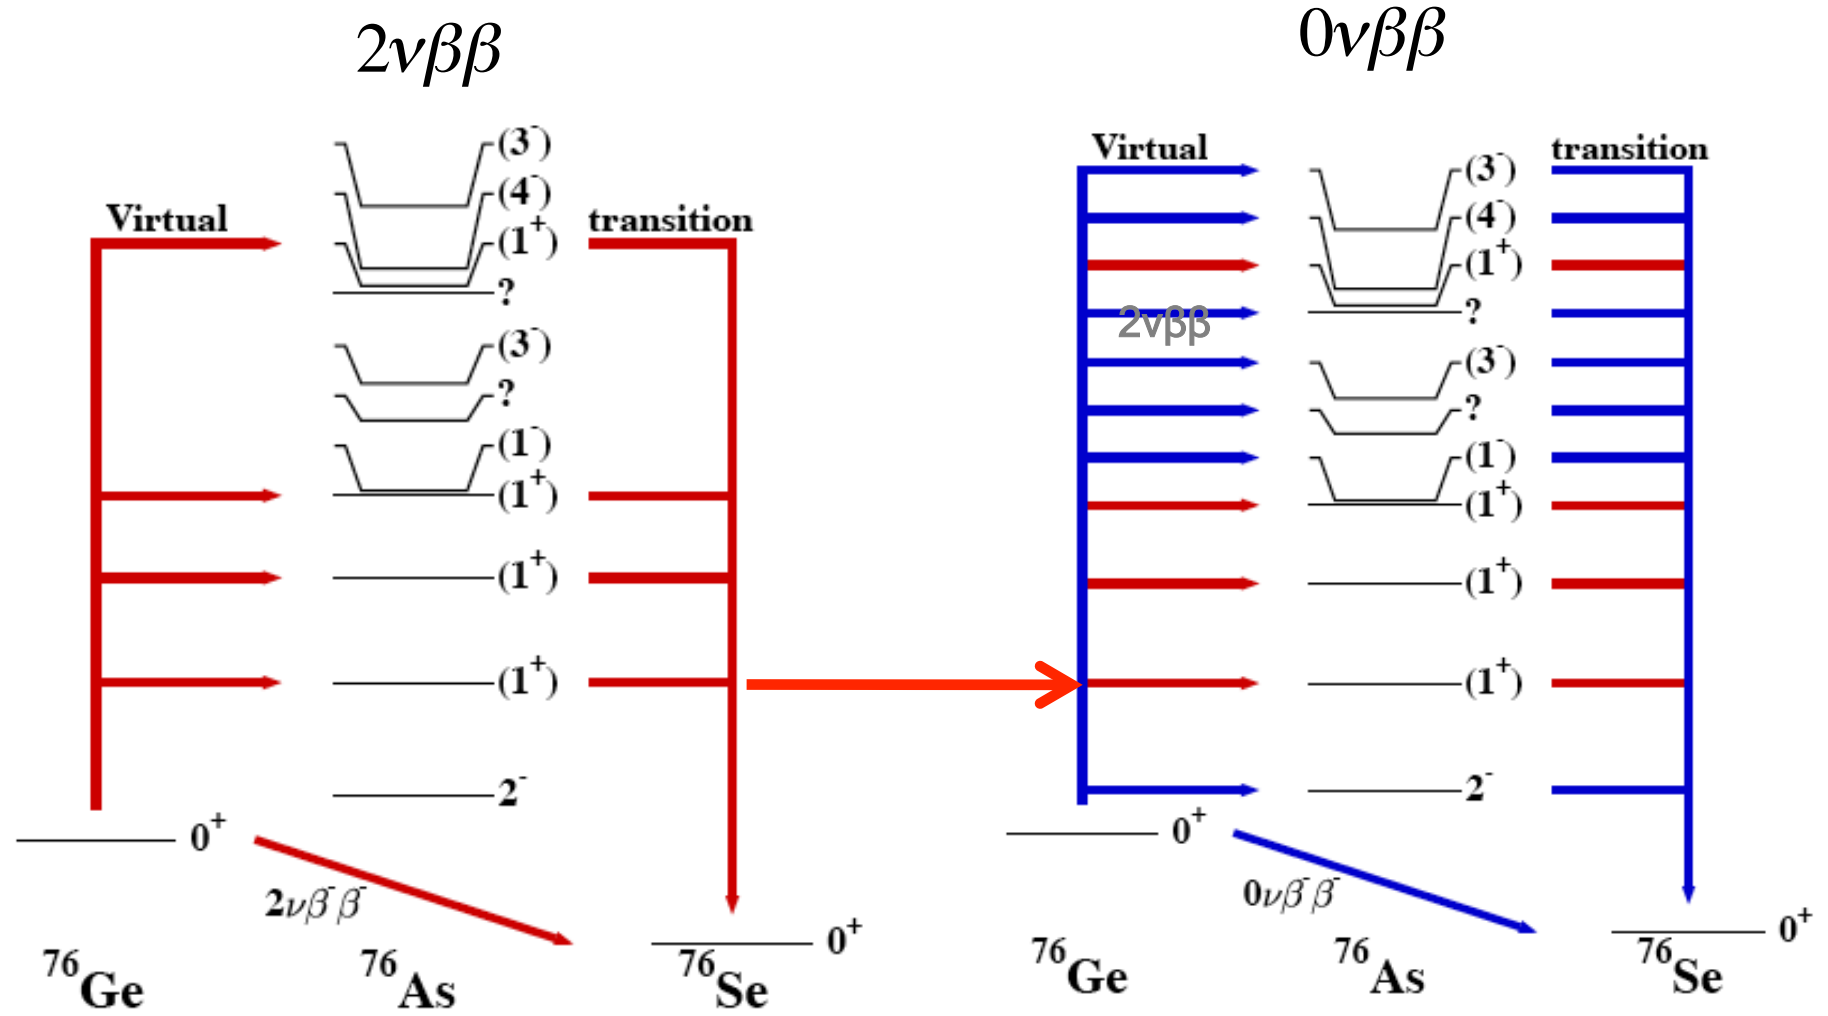 2νββ
Virtual
transition
(3⁻)
(4⁻)
(1⁺)
?
(3⁻)
?
(1⁻)
(1⁺)
(1⁺)
(1⁺)
2⁻
0⁺
2νβ⁻β⁻
0⁺
⁷⁶Ge
⁷⁶As
⁷⁶Se
0νββ
Virtual
transition
(3⁻)
(4⁻)
(1⁺)
?
2νββ
(3⁻)
?
(1⁻)
(1⁺)
(1⁺)
(1⁺)
2⁻
0⁺
0νβ⁻β⁻
0⁺
⁷⁶Ge
⁷⁶As
⁷⁶Se